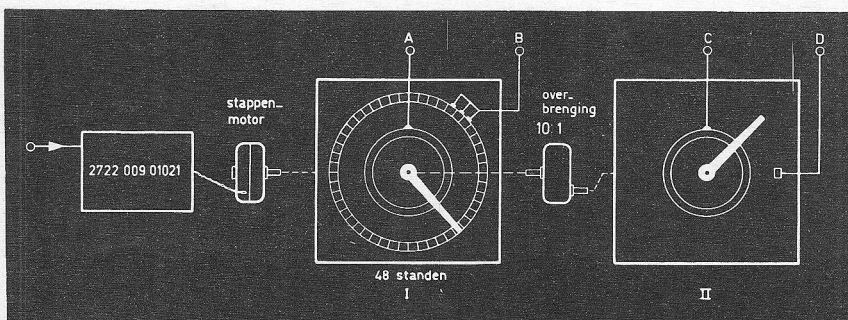 A
B
C
D
stappen_
motor
over_
brenging
10:1
2722 009 01021
48 standen
I
II